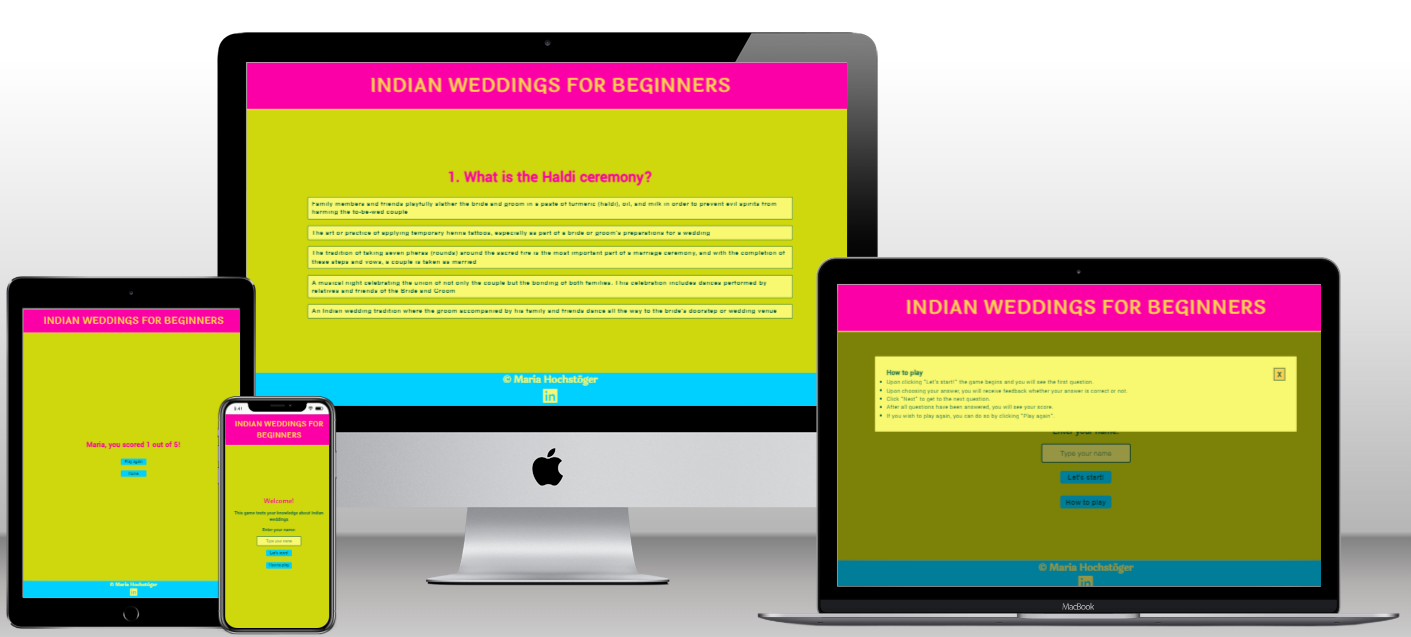 INDIAN WEDDINGS FOR BEGINNERS
1. What is the Haldi ceremony?
Family members and friends playfully slather the bride and groom in a paste of turmeric (haldi), oil, and milk in order to prevent evil spirits from
harming the to-be-wed couple
The art or practice of applying temporary henna tattoos, especially as part of a bride or groom's preparations for a wedding
The tradition of taking seven pheras (rounds) around the sacred fire is the most important part of a marriage ceremony, and with the completion of
these steps and vows, a couple is taken as married
A musical night celebrating the union of not only the couple but the bonding of both families. This celebration includes dances performed by
relatives and friends of the Bride and Groom
An Indian wedding tradition where the groom accompanied by his family and friends dance all the way to the bride's doorstep or wedding venue
© Maria Hochstöger
in
INDIAN WEDDINGS FOR BEGINNERS
Maria, you scored 1 out of 5!
Play again
Home
© Maria Hochstöger
in
5:41
INDIAN WEDDINGS FOR
BEGINNERS
Welcome!
This game tests your knowledge about Indian
weddings
Enter your name:
Type your name
Let's start!
How to play
INDIAN WEDDINGS FOR BEGINNERS
How to play
X
Upon clicking "Let's start!" the game begins and you will see the first question.
Upon choosing your answer, you will receive feedback whether your answer is correct or not.
Click "Next" to get to the next question.
After all questions have been answered, you will see your score.
If you wish to play again, you can do so by clicking "Play again".
Enter your name:
Type your name
Let's start!
How to play
© Maria Hochstöger
in
MacBook